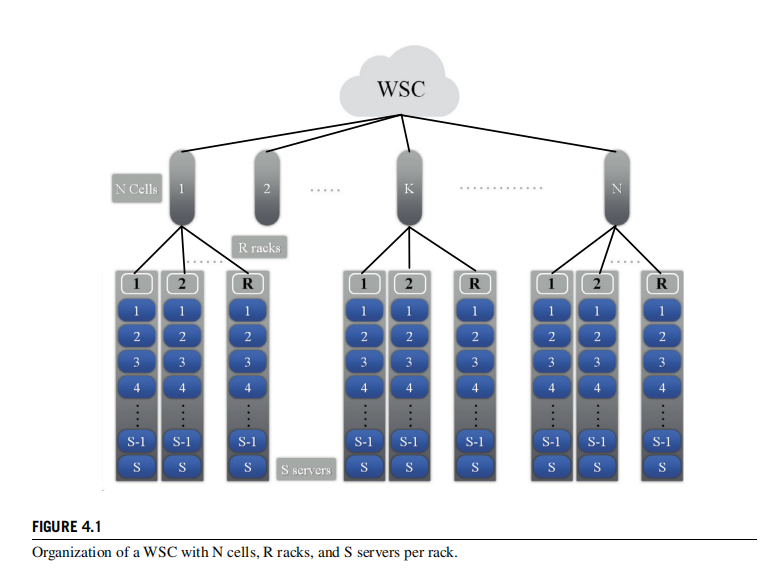 WSC
N Cells 1 2 ..... K ............. N
R racks
...... .....
1 2 R 1 2 R 1 2 R
1 1 1 1 1 1 1 1 1
2 2 2 2 2 2 2 2 2
3 3 3 3 3 3 3 3 3
4 4 4 4 4 4 4 4 4
S-1 S-1 S-1 S-1 S-1 S-1 S-1 S-1 S-1
S S S S servers S S S S S S
FIGURE 4.1
Organization of a WSC with N cells, R racks, and S servers per rack.